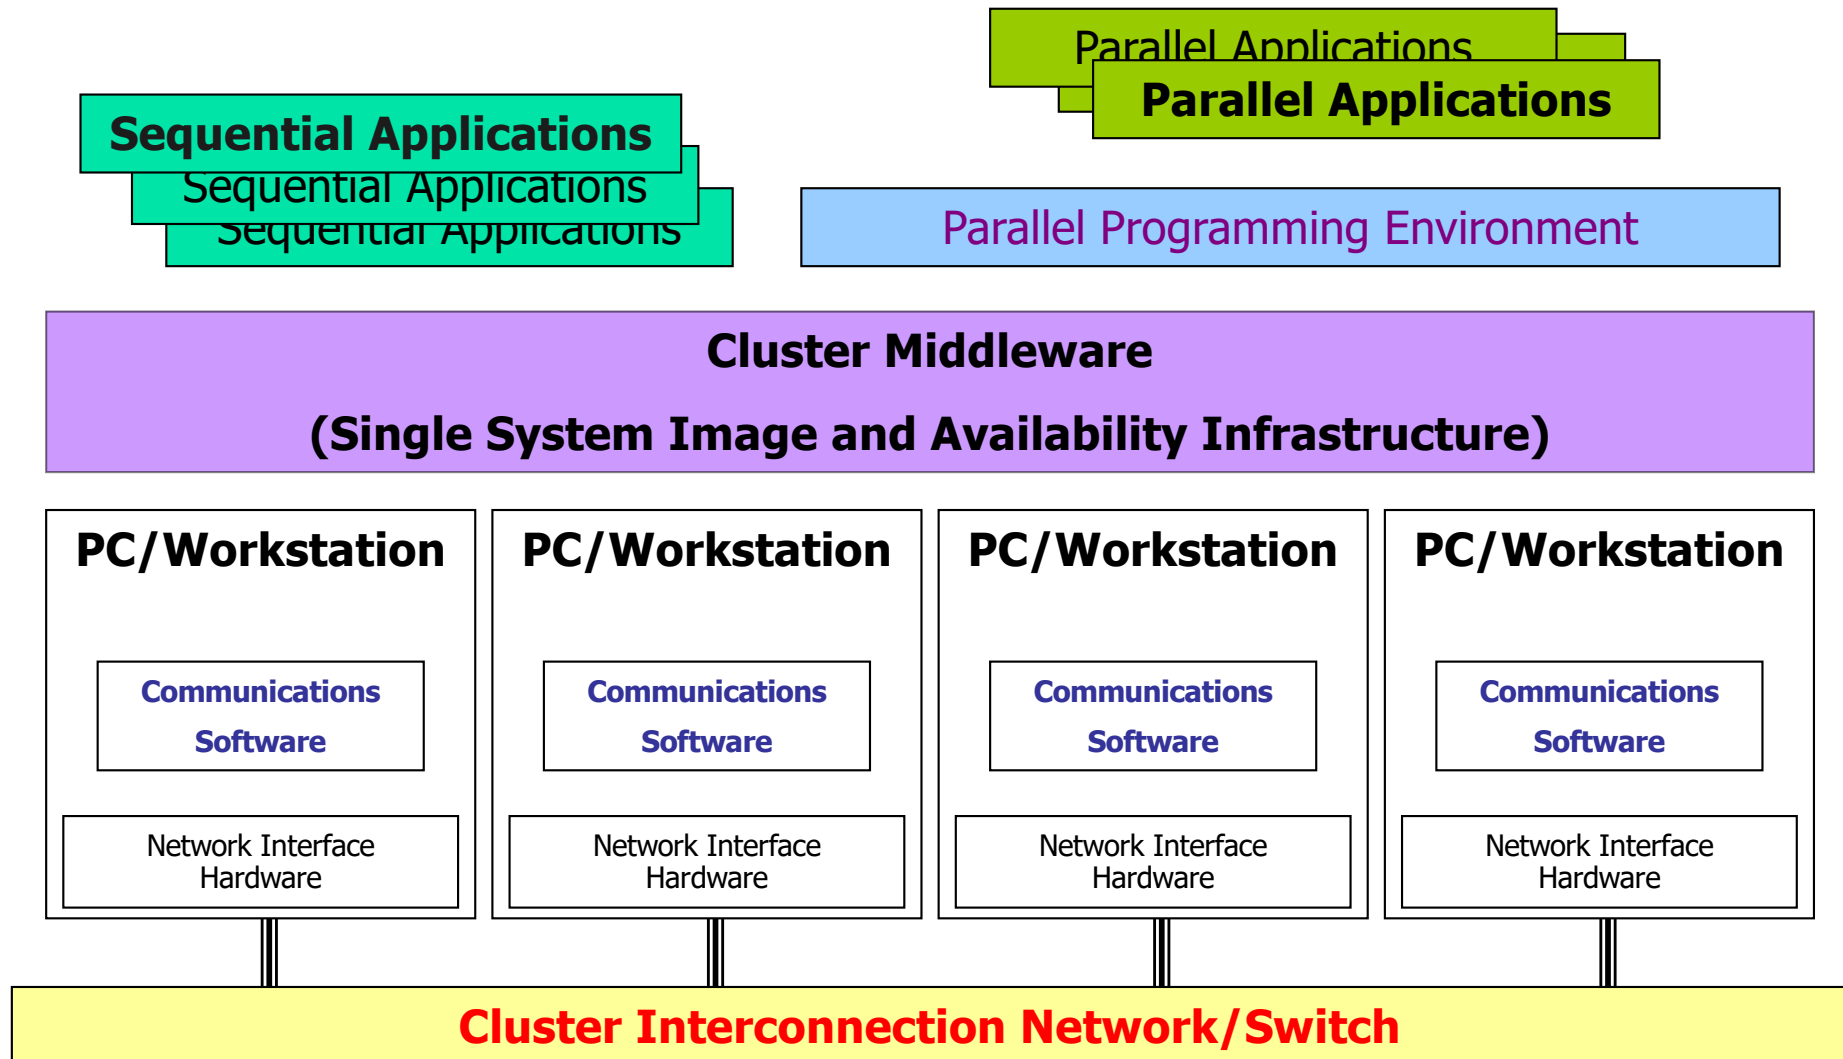 Parallel Applications
Parallel Applications
Sequential Applications
Sequential Applications
Sequential Applications
Parallel Programming Environment
Cluster Middleware
(Single System Image and Availability Infrastructure)
PC/Workstation
PC/Workstation
PC/Workstation
PC/Workstation
Communications
Software
Communications
Software
Communications
Software
Communications
Software
Network Interface
Hardware
Network Interface
Hardware
Network Interface
Hardware
Network Interface
Hardware
Cluster Interconnection Network/Switch